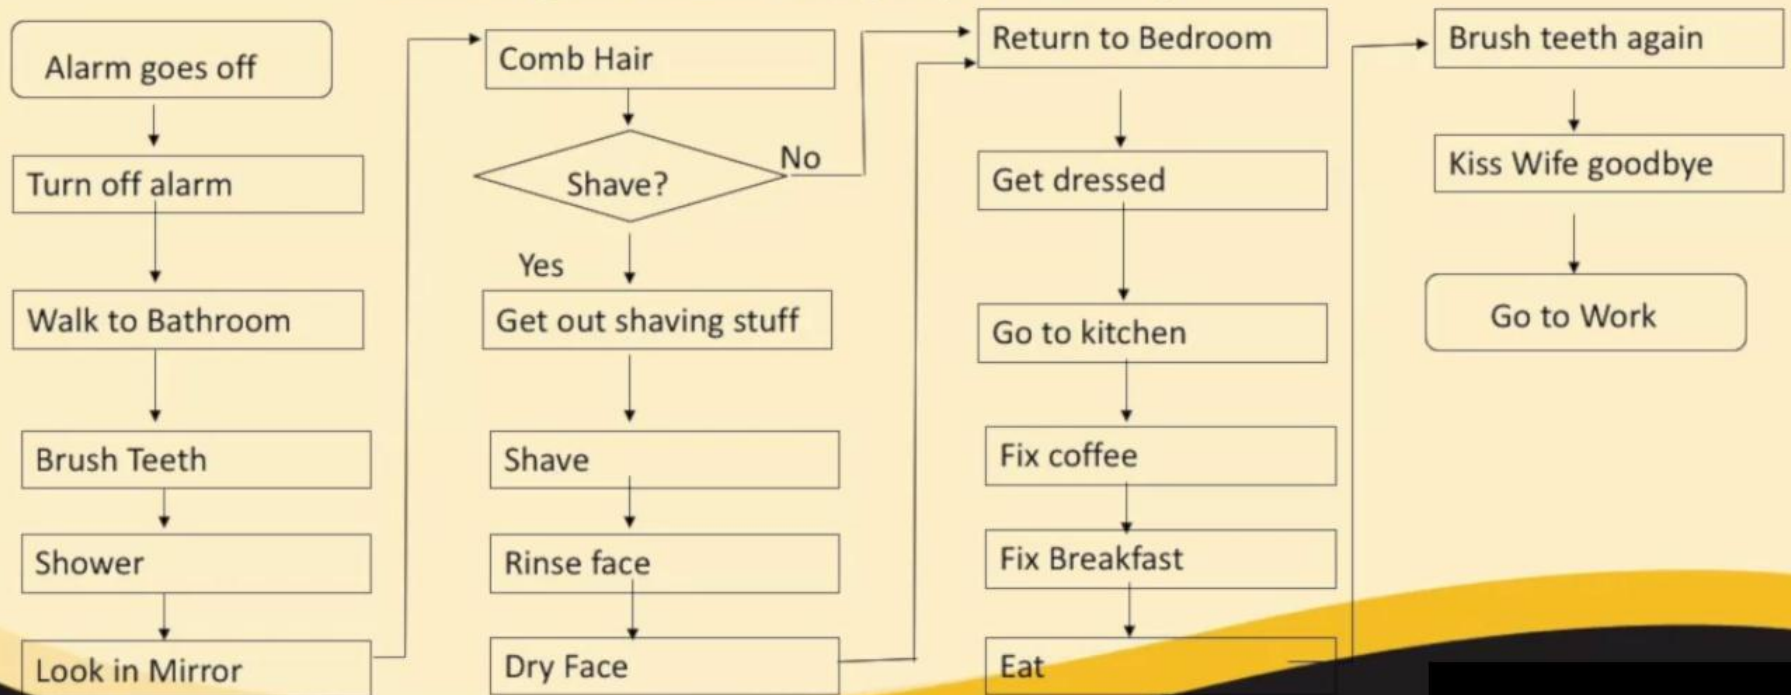 Alarm goes off
Turn off alarm
Walk to Bathroom
Brush Teeth
Shower
Look in Mirror
Comb Hair
Shave?
No
Yes
Get out shaving stuff
Shave
Rinse face
Dry Face
Return to Bedroom
Get dressed
Go to kitchen
Fix coffee
Fix Breakfast
Eat
Brush teeth again
Kiss Wife goodbye
Go to Work